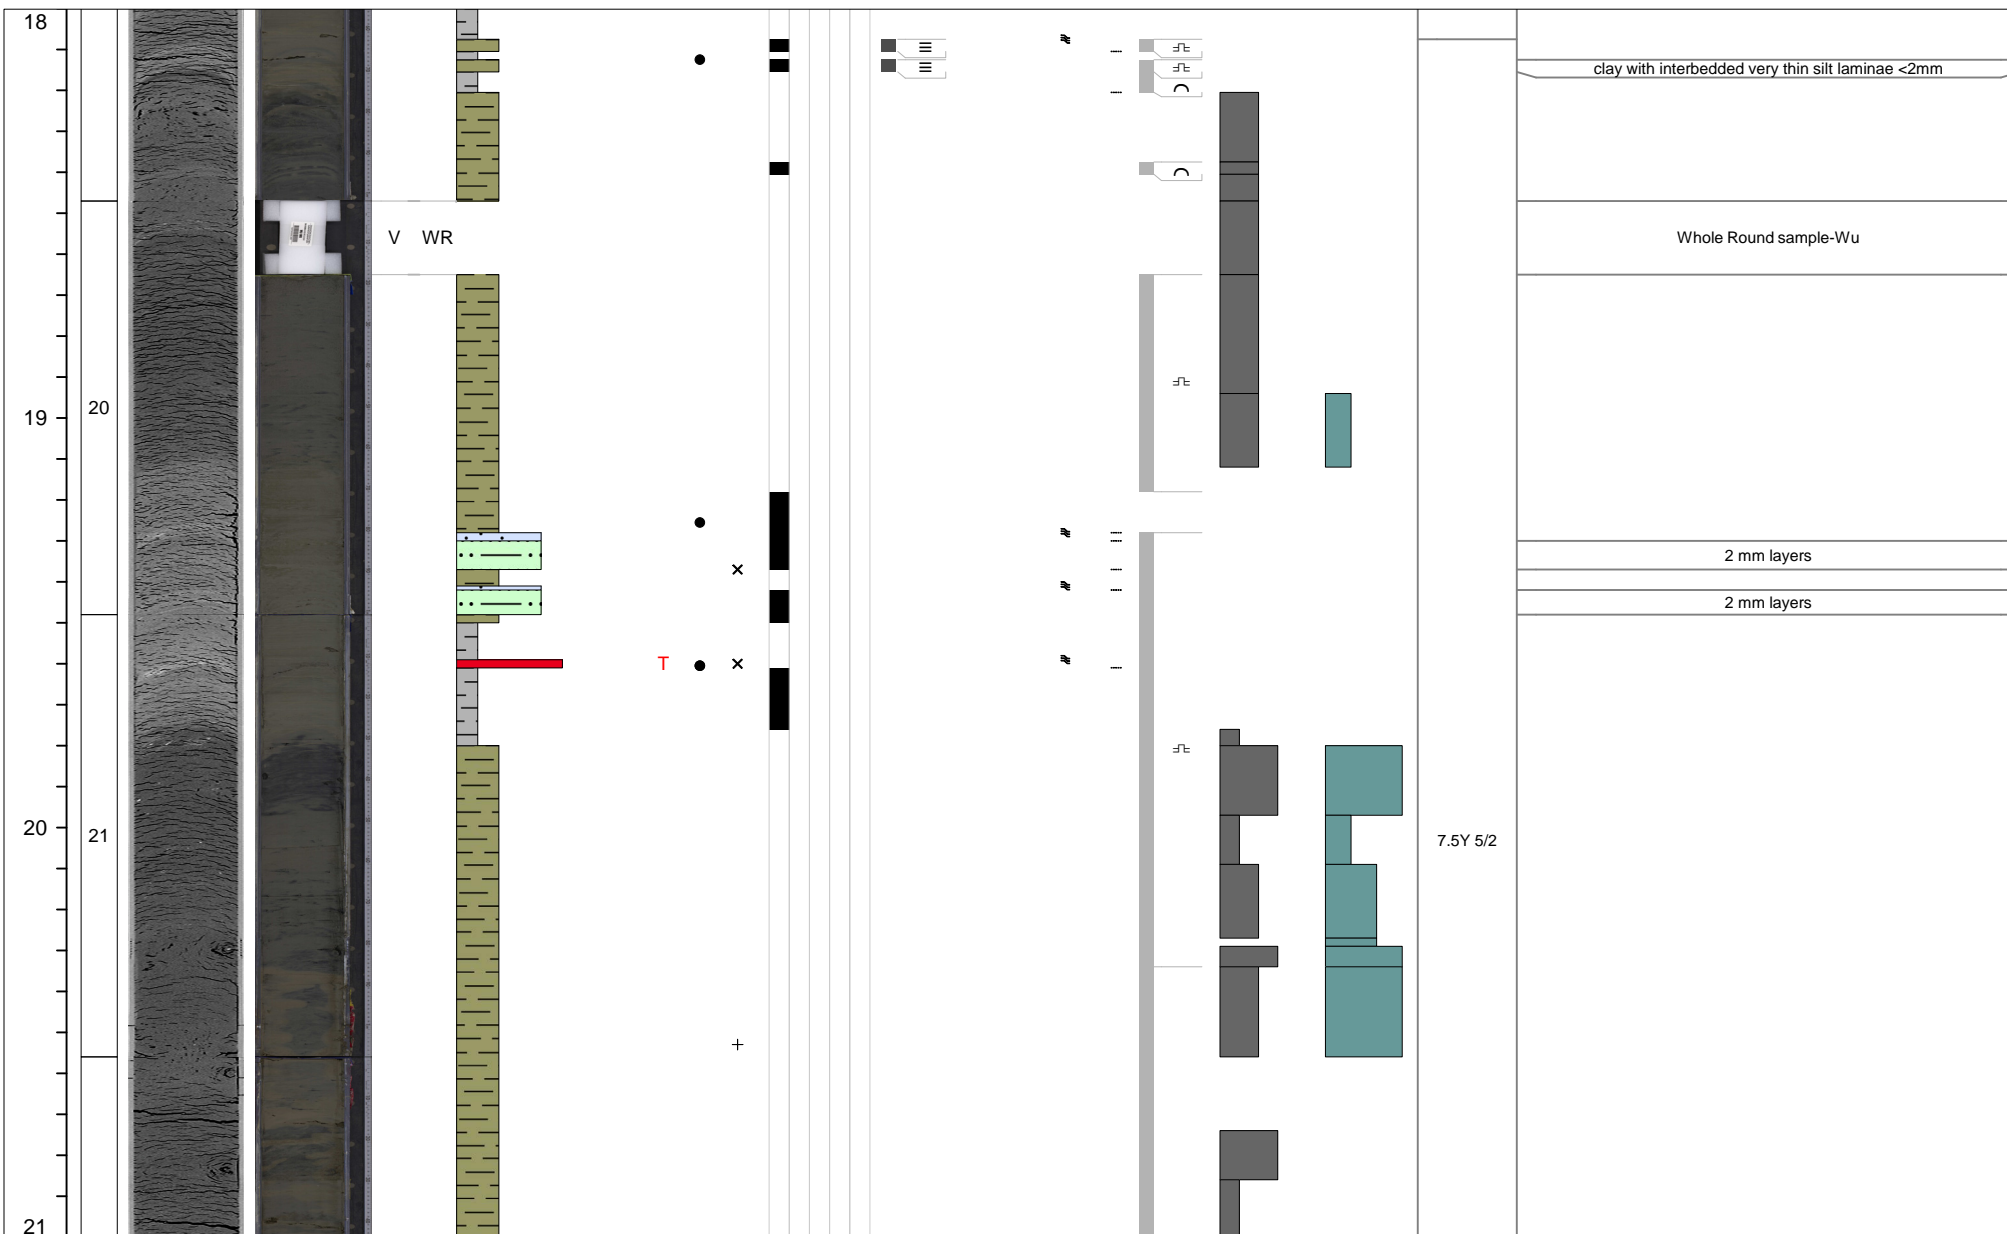 18
clay with interbedded very thin silt laminae <2mm
V WR
Whole Round sample-Wu
20
19
2 mm layers
2 mm layers
T
20
21
7.5Y 5/2
21